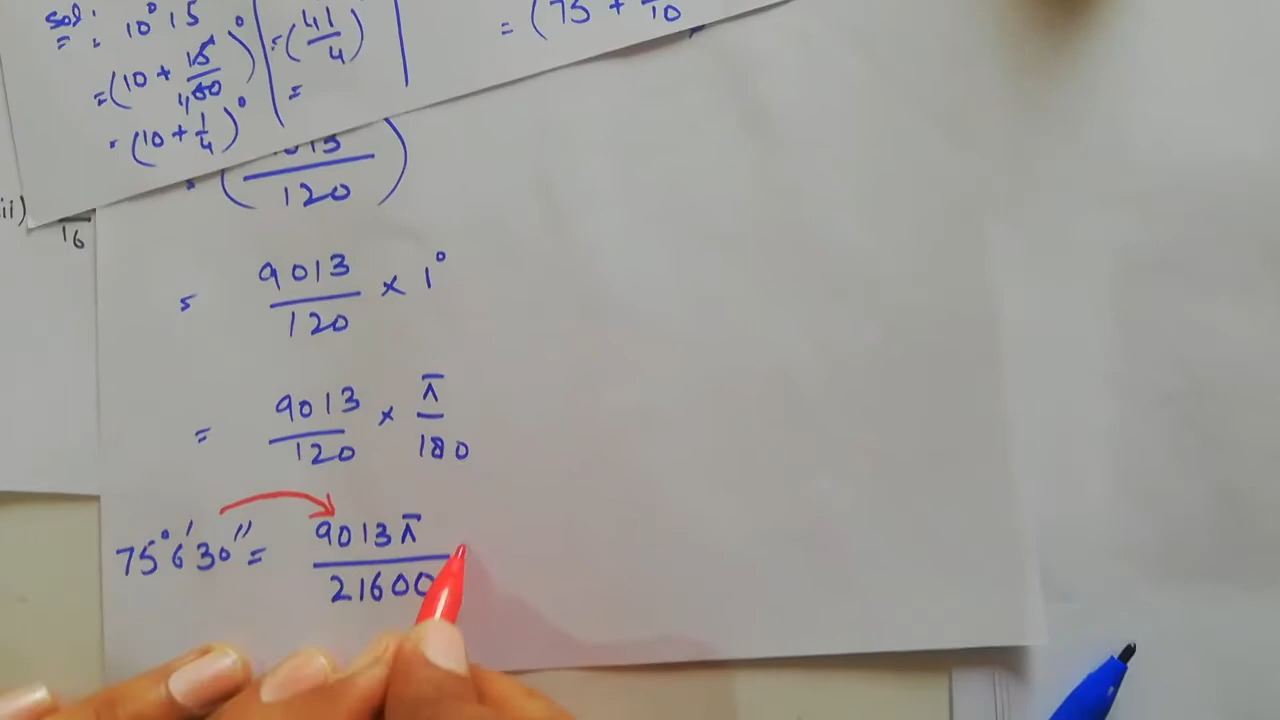 Sol: 10° 15
= (10 + 15/60)°
= (10 + 1/4)°
= (41/4)
=
= (75 +
10
ii)
16
= (9013/120)
= 9013/120 × 1°
= 9013/120 × π/180
75°6'30" = 9013π/21600